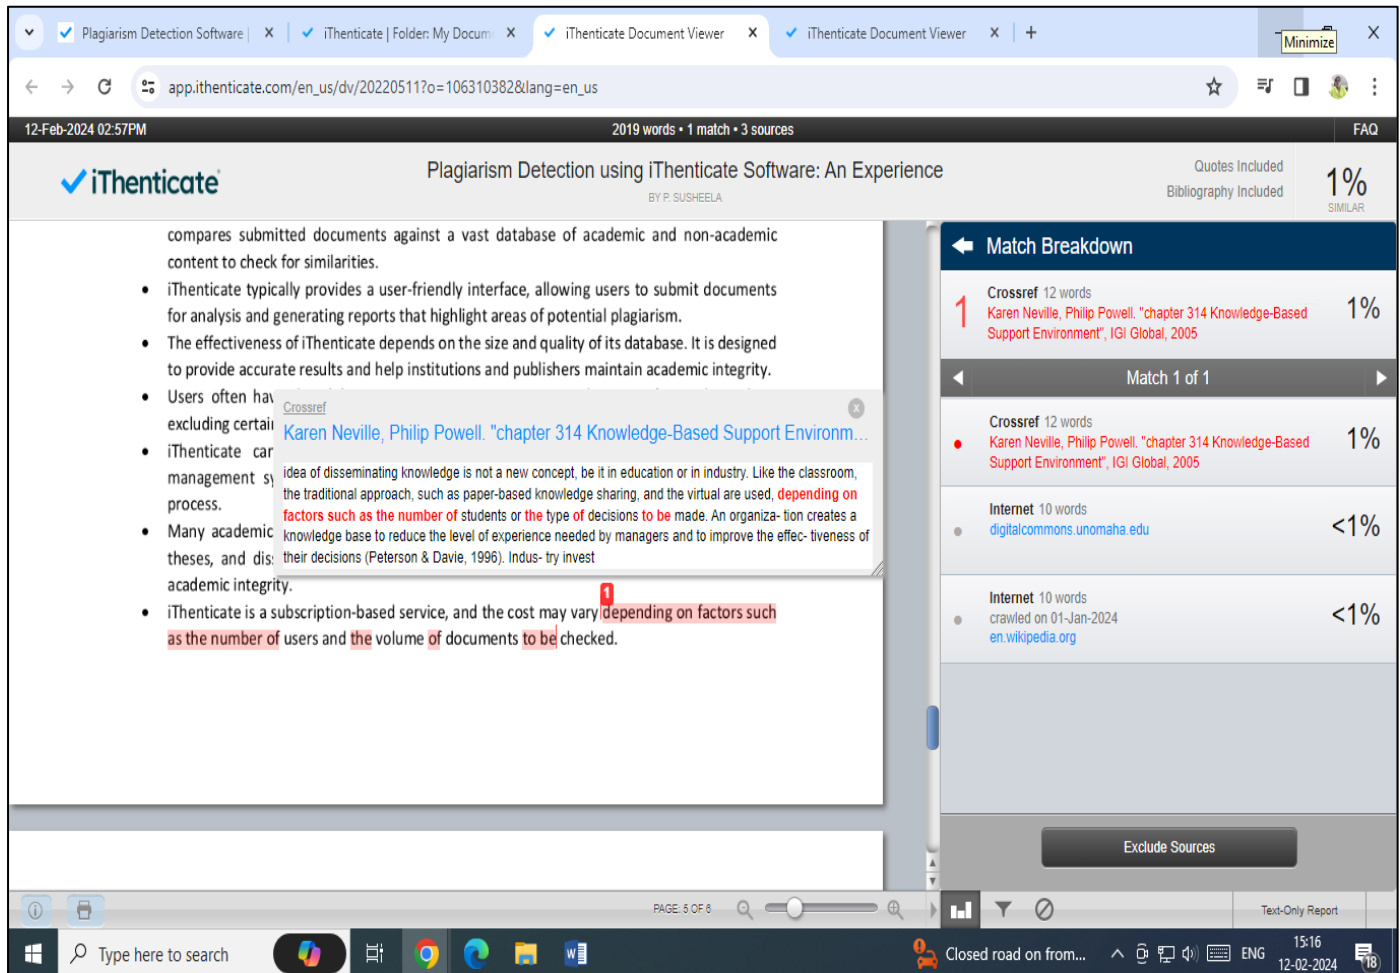 Plagiarism Detection Software |
iThenticate | Folder: My Docum
iThenticate Document Viewer
iThenticate Document Viewer
Minimize
app.ithenticate.com/en_us/dv/20220511?o=106310382&lang=en_us
12-Feb-2024 02:57PM
2019 words • 1 match • 3 sources
FAQ
iThenticate
Plagiarism Detection using iThenticate Software: An Experience
BY P. SUSHEELA
Quotes Included
Bibliography Included
1%
SIMILAR
compares submitted documents against a vast database of academic and non-academic
content to check for similarities.
• iThenticate typically provides a user-friendly interface, allowing users to submit documents
for analysis and generating reports that highlight areas of potential plagiarism.
• The effectiveness of iThenticate depends on the size and quality of its database. It is designed
to provide accurate results and help institutions and publishers maintain academic integrity.
• Users often hav
excluding certai
• iThenticate can
management sy
process.
• Many academic
theses, and dis
academic integrity.
Crossref
Karen Neville, Philip Powell. "chapter 314 Knowledge-Based Support Environm...
idea of disseminating knowledge is not a new concept, be it in education or in industry. Like the classroom,
the traditional approach, such as paper-based knowledge sharing, and the virtual are used, depending on
factors such as the number of students or the type of decisions to be made. An organiza- tion creates a
knowledge base to reduce the level of experience needed by managers and to improve the effec- tiveness of
their decisions (Peterson & Davie, 1996). Indus- try invest
1
• iThenticate is a subscription-based service, and the cost may vary depending on factors such
as the number of users and the volume of documents to be checked.
Match Breakdown
1
Crossref 12 words
Karen Neville, Philip Powell. "chapter 314 Knowledge-Based
Support Environment", IGI Global, 2005
1%
Match 1 of 1
Crossref 12 words
Karen Neville, Philip Powell. "chapter 314 Knowledge-Based
Support Environment", IGI Global, 2005
1%
Internet 10 words
digitalcommons.unomaha.edu
<1%
Internet 10 words
crawled on 01-Jan-2024
en.wikipedia.org
<1%
Exclude Sources
PAGE: 5 OF 6
Text-Only Report
Type here to search
Closed road on from...
ENG
15:16
12-02-2024
18